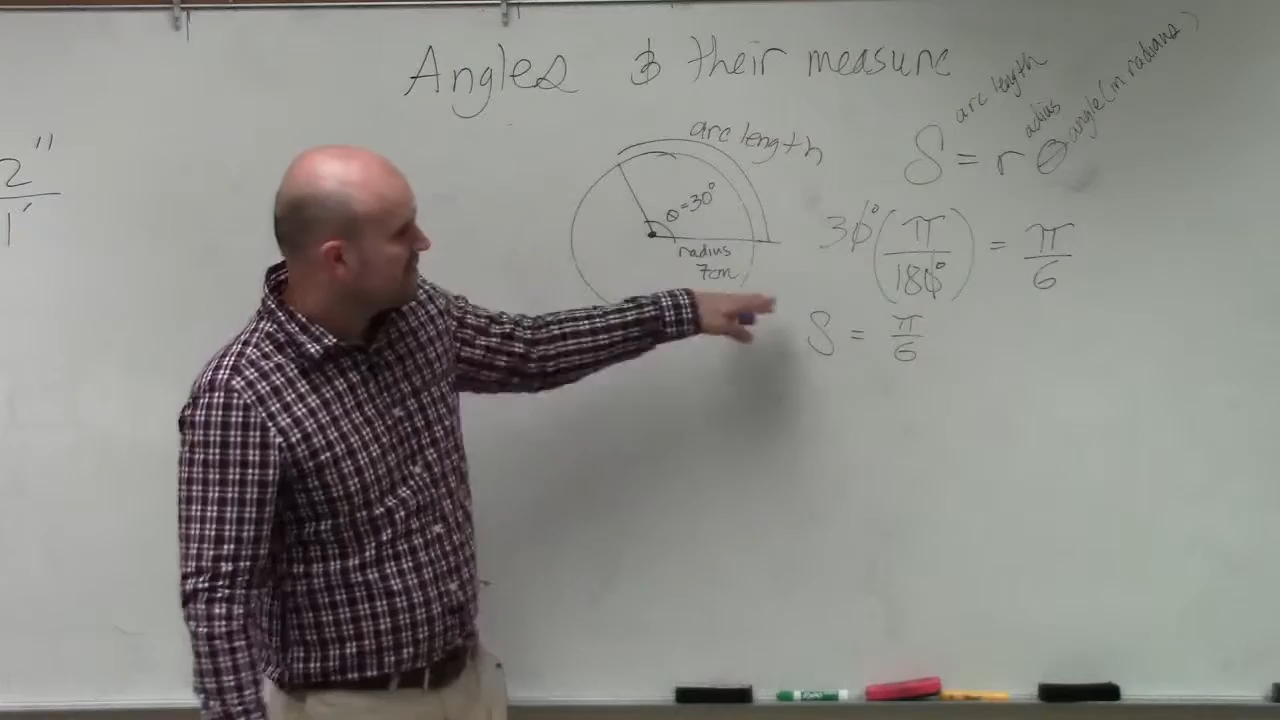 Angles & their measure
2"
1'
arc length
θ=30°
radius
7cm
arc length
radius
angle (in radians)
S = r θ
30° (π/180°) = π/6
S = π/6